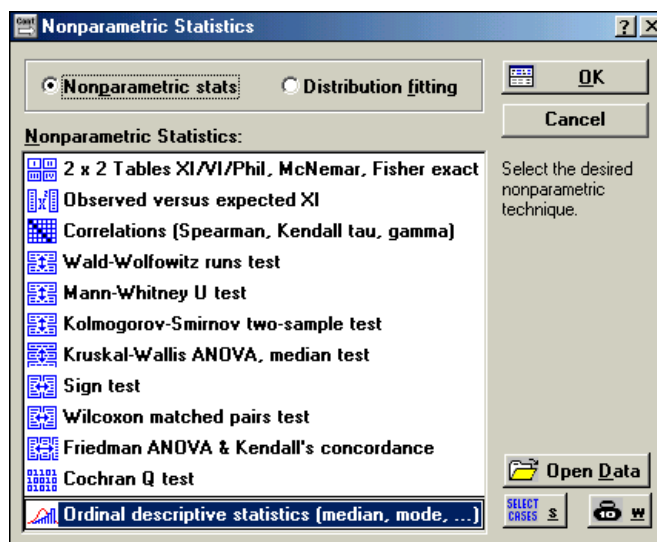 Cont
Nonparametric Statistics
Nonparametric stats
Distribution fitting
OK
Cancel
Nonparametric Statistics:
2 x 2 Tables XI/VI/Phil, McNemar, Fisher exact
Observed versus expected XI
Correlations (Spearman, Kendall tau, gamma)
Wald-Wolfowitz runs test
Mann-Whitney U test
Kolmogorov-Smirnov two-sample test
Kruskal-Wallis ANOVA, median test
Sign test
Wilcoxon matched pairs test
Friedman ANOVA & Kendall's concordance
Cochran Q test
Ordinal descriptive statistics (median, mode, ...)
Select the desired
nonparametric
technique.
Open Data
SELECT
CASES
S
10
W